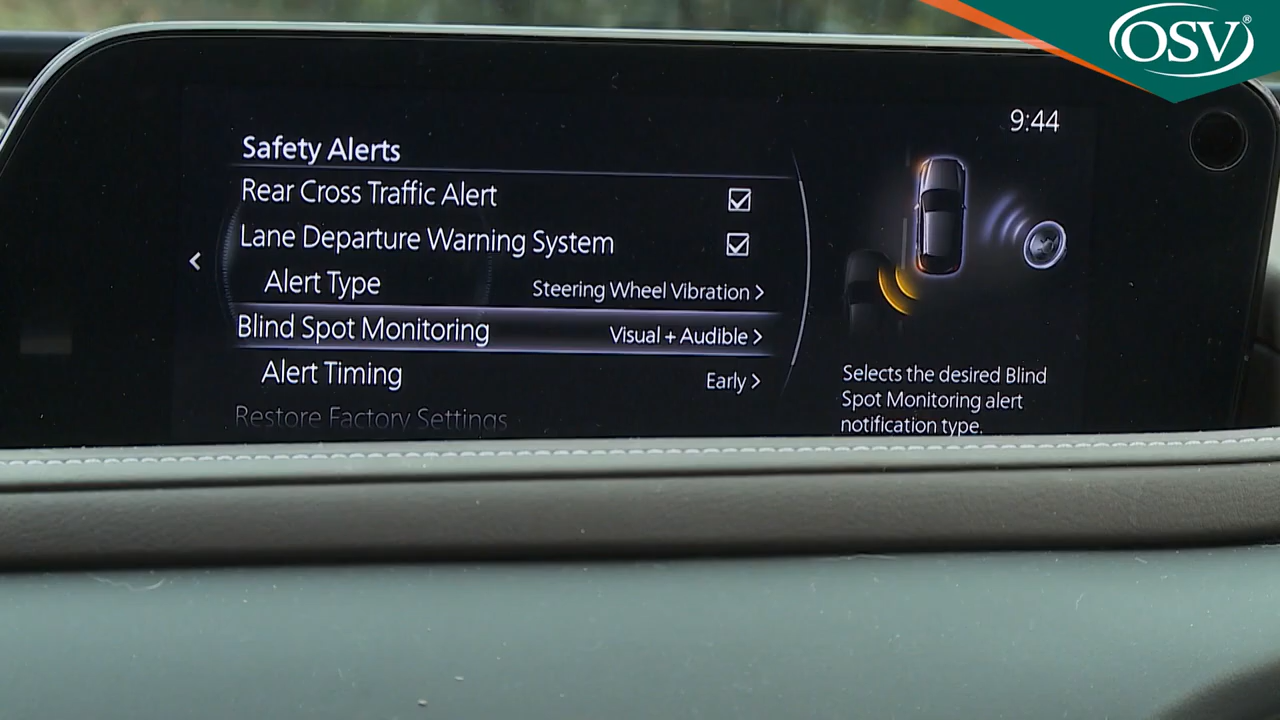 OSV®
9:44
Safety Alerts
Rear Cross Traffic Alert
Lane Departure Warning System
Alert Type Steering Wheel Vibration >
Blind Spot Monitoring Visual + Audible >
Alert Timing Early >
Restore Factory Settings
Selects the desired Blind
Spot Monitoring alert
notification type.